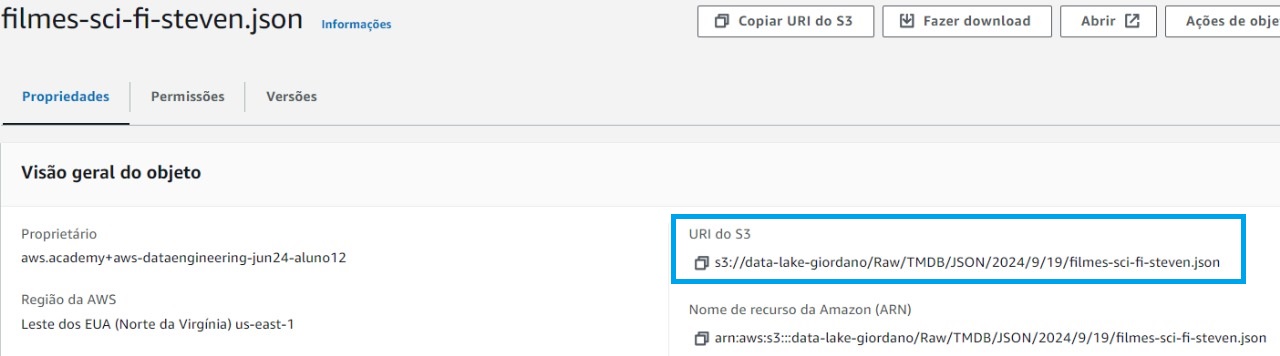 filmes-sci-fi-steven.json Informações
Copiar URI do S3 Fazer download Abrir Ações de obje
Propriedades Permissões Versões
Visão geral do objeto
Proprietário
aws.academy+aws-dataengineering-jun24-aluno12
Região da AWS
Leste dos EUA (Norte da Virgínia) us-east-1
URI do S3
s3://data-lake-giordano/Raw/TMDB/JSON/2024/9/19/filmes-sci-fi-steven.json
Nome de recurso da Amazon (ARN)
arn:aws:s3:::data-lake-giordano/Raw/TMDB/JSON/2024/9/19/filmes-sci-fi-steven.json